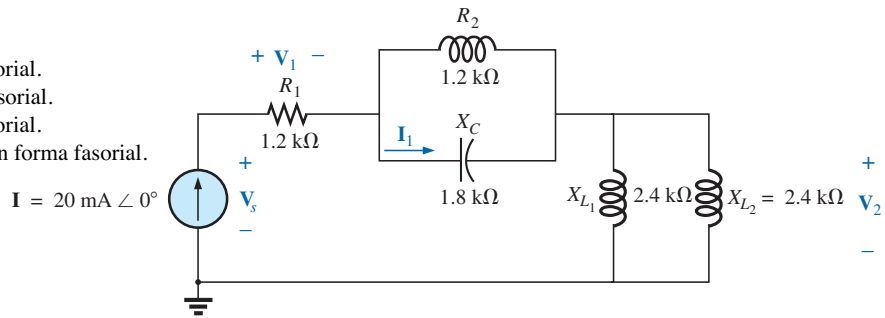 orial.
sorial.
orial.
n forma fasorial.
I = 20 mA ∠ 0°
+ V1 −
R1
1.2 kΩ
+
Vs
−
R2
1.2 kΩ
I1
XC
1.8 kΩ
XL1
2.4 kΩ
XL2 = 2.4 kΩ
+
V2
−